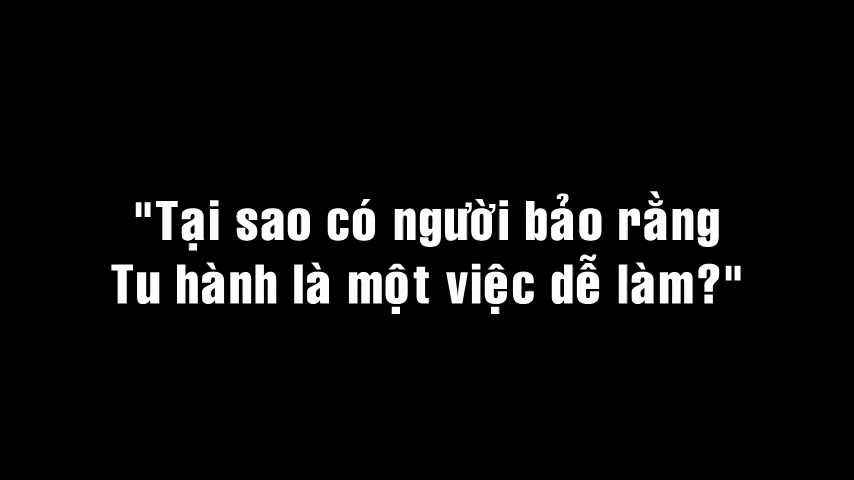 "Tại sao có người bảo rằng
Tu hành là một việc dễ làm?"